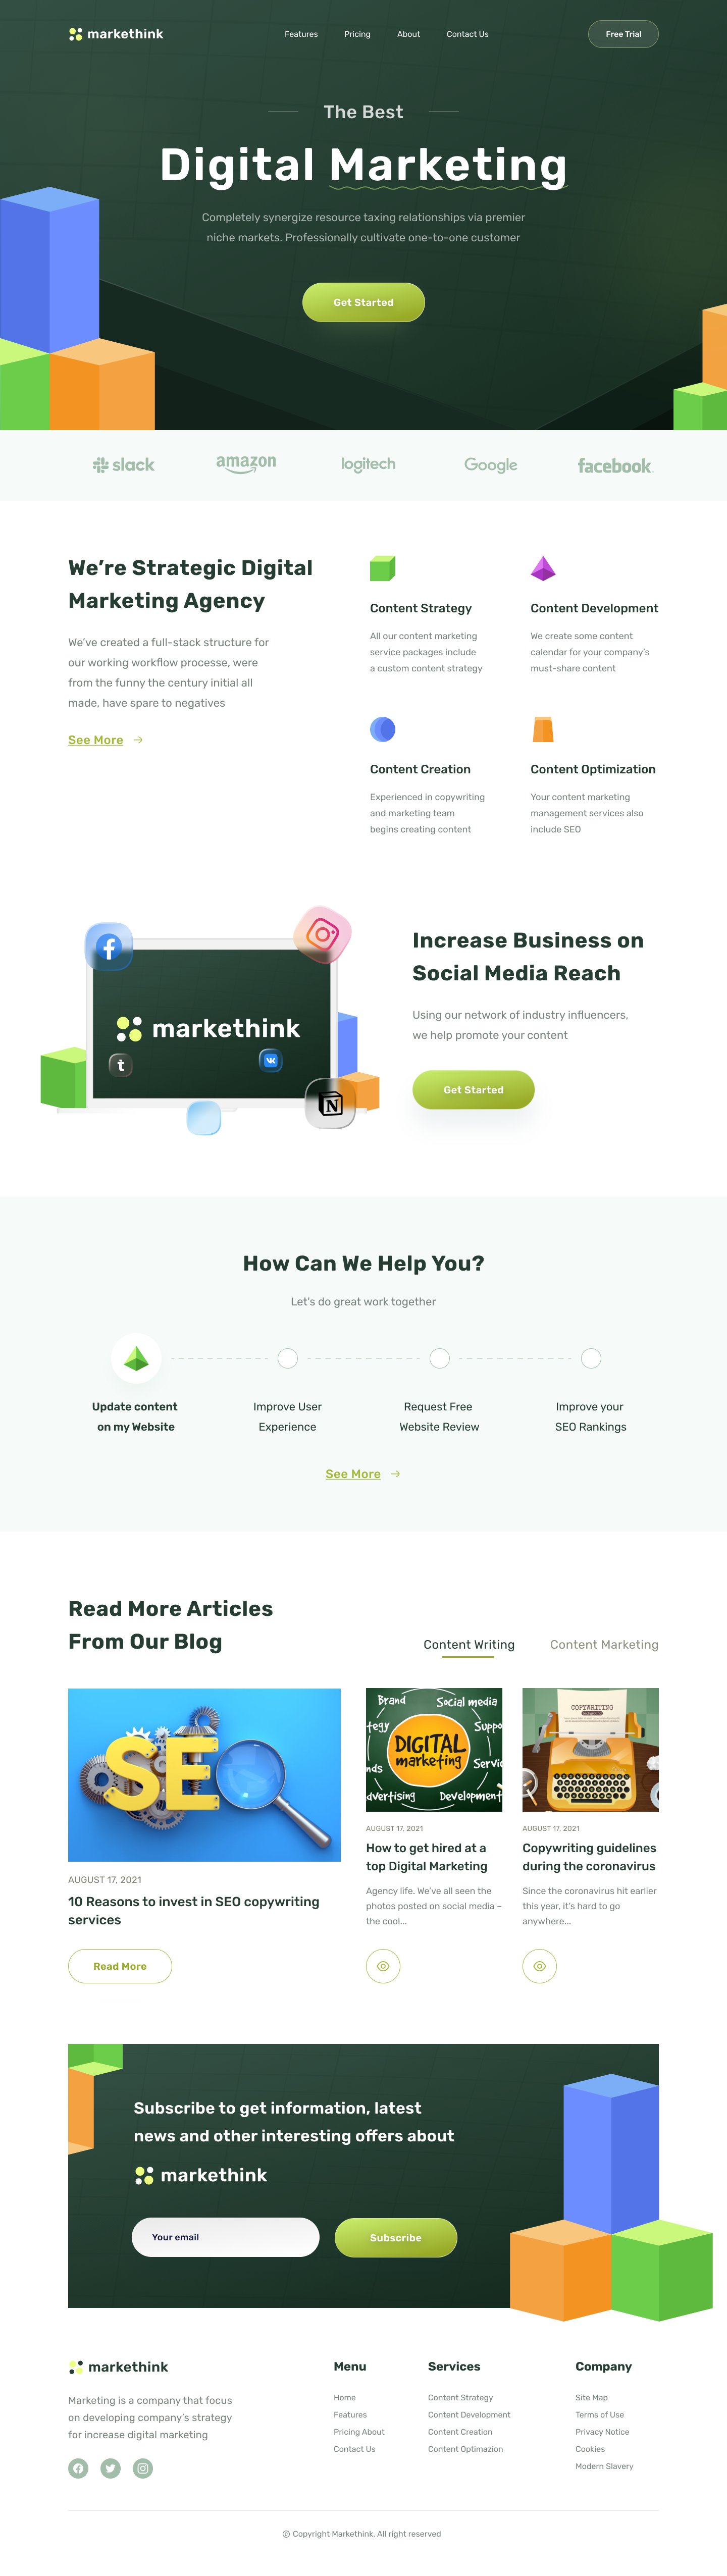 markethink
Features
Pricing
About
Contact Us
Free Trial
The Best
Digital Marketing
Completely synergize resource taxing relationships via premier
niche markets. Professionally cultivate one-to-one customer
Get Started
slack
amazon
logitech
Google
facebook
We're Strategic Digital
Marketing Agency
We've created a full-stack structure for
our working workflow processe, were
from the funny the century initial all
made, have spare to negatives
See More
Content Strategy
All our content marketing
service packages include
a custom content strategy
Content Development
We create some content
calendar for your company's
must-share content
Content Creation
Experienced in copywriting
and marketing team
begins creating content
Content Optimization
Your content marketing
management services also
include SEO
markethink
Increase Business on
Social Media Reach
Using our network of industry influencers,
we help promote your content
Get Started
How Can We Help You?
Let's do great work together
Update content
on my Website
Improve User
Experience
Request Free
Website Review
Improve your
SEO Rankings
See More
Read More Articles
From Our Blog
Content Writing
Content Marketing
SE
AUGUST 17, 2021
10 Reasons to invest in SEO copywriting
services
Read More
Brand
Social media
tegy
Suppo
DIGITAL
marketing
nds
Servic
dvertising
Development
AUGUST 17, 2021
How to get hired at a
top Digital Marketing
Agency life. We've all seen the
photos posted on social media –
the cool...
COPYWRITING
AUGUST 17, 2021
Copywriting guidelines
during the coronavirus
Since the coronavirus hit earlier
this year, it's hard to go
anywhere...
Subscribe to get information, latest
news and other interesting offers about
markethink
Your email
Subscribe
markethink
Marketing is a company that focus
on developing company's strategy
for increase digital marketing
Menu
Home
Features
Pricing About
Contact Us
Services
Content Strategy
Content Development
Content Creation
Content Optimazion
Company
Site Map
Terms of Use
Privacy Notice
Cookies
Modern Slavery
© Copyright Markethink. All right reserved